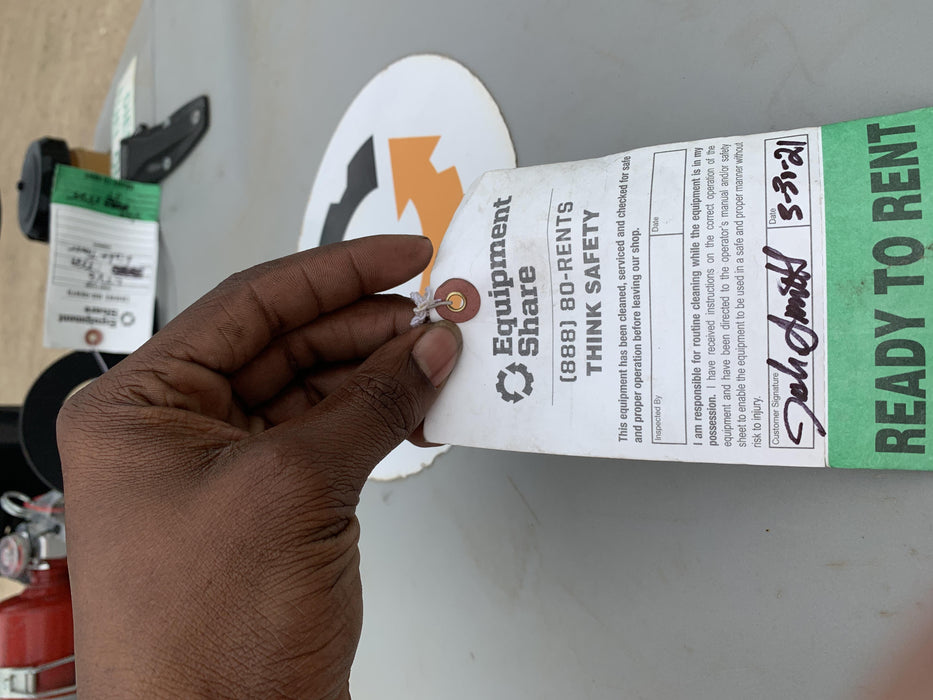 Equipment
Share
(888) 80-RENTS
THINK SAFETY
This equipment has been cleaned, serviced and checked for safe
and proper operation before leaving our shop.
Inspected By
Date
I am responsible for routine cleaning while the equipment is in my
possession. I have received instructions on the correct operation of the
equipment and have been directed to the operator's manual and/or safety
sheet to enable the equipment to be used in a safe and proper manner without
risk to injury.
Customer Signature
Date
3-31-21
READY TO RENT
Equipment
Share